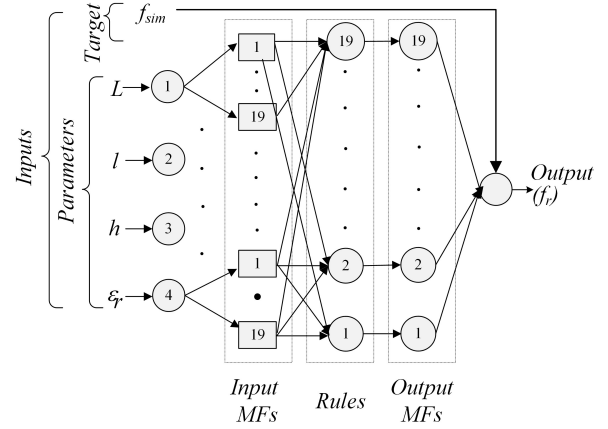 Inputs
Target
f_sim
Parameters
L
1
l
2
h
3
ε_r
4
1
19
1
19
19
2
1
19
2
1
Output
(f_r)
Input
MFs
Rules
Output
MFs